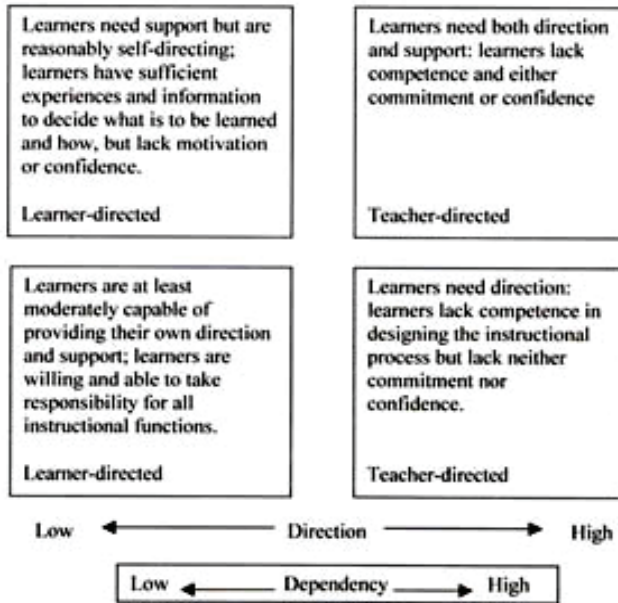 Learners need support but are
reasonably self-directing;
learners have sufficient
experiences and information
to decide what is to be learned
and how, but lack motivation
or confidence.
Learner-directed
Learners need both direction
and support: learners lack
competence and either
commitment or confidence
Teacher-directed
Learners are at least
moderately capable of
providing their own direction
and support; learners are
willing and able to take
responsibility for all
instructional functions.
Learner-directed
Learners need direction:
learners lack competence in
designing the instructional
process but lack neither
commitment nor
confidence.
Teacher-directed
Low Direction High
Low Dependency High